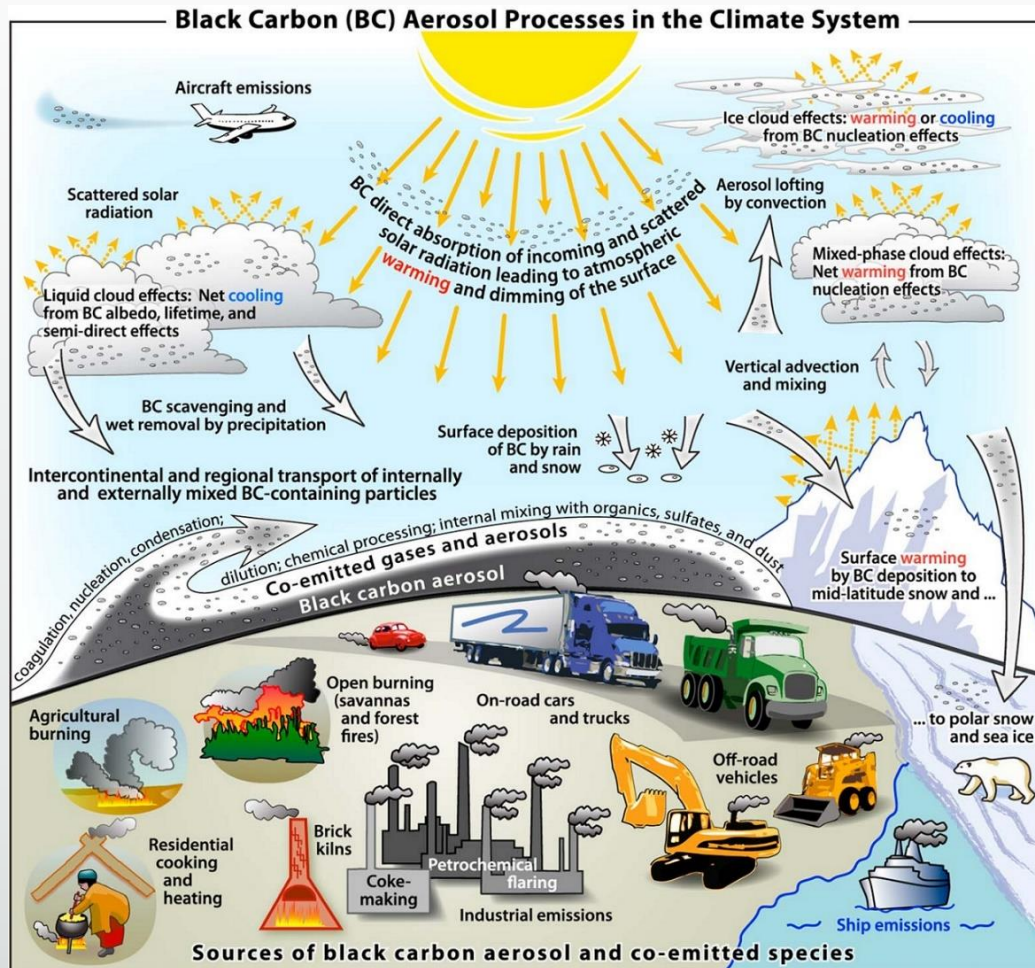 Black Carbon (BC) Aerosol Processes in the Climate System
Aircraft emissions
Ice cloud effects: warming or cooling
from BC nucleation effects
Scattered solar
radiation
BC direct absorption of incoming and scattered
solar radiation leading to atmospheric
warming and dimming of the surface
Aerosol lofting
by convection
Mixed-phase cloud effects:
Net warming from BC
nucleation effects
Liquid cloud effects: Net cooling
from BC albedo, lifetime, and
semi-direct effects
Vertical advection
and mixing
BC scavenging and
wet removal by precipitation
Surface deposition
of BC by rain
and snow
Intercontinental and regional transport of internally
and externally mixed BC-containing particles
coagulation, nucleation, condensation;
dilution; chemical processing; internal mixing with organics, sulfates, and dust
Co-emitted gases and aerosols
Black carbon aerosol
Surface warming
by BC deposition to
mid-latitude snow and ...
... to polar snow
and sea ice
Agricultural
burning
Open burning
(savannas
and forest
fires)
On-road cars
and trucks
Off-road
vehicles
Residential
cooking
and
heating
Brick
kilns
Coke-
making
Petrochemical
flaring
Industrial emissions
Ship emissions
Sources of black carbon aerosol and co-emitted species